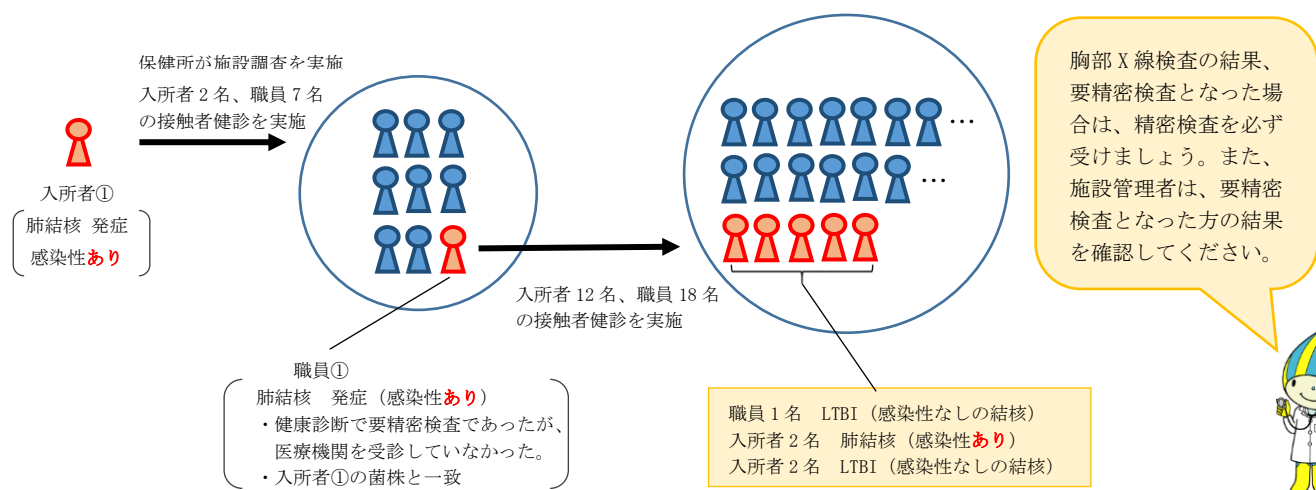 保健所が施設調査を実施
入所者 2 名、職員 7 名
の接触者健診を実施
入所者①
肺結核 発症
感染性あり
…
…
入所者 12 名、職員 18 名
の接触者健診を実施
職員①
肺結核 発症（感染性あり）
・健康診断で要精密検査であったが、
医療機関を受診していなかった。
・入所者①の菌株と一致
職員 1 名 LTBI（感染性なしの結核）
入所者 2 名 肺結核（感染性あり）
入所者 2 名 LTBI（感染性なしの結核）
胸部 X 線検査の結果、
要精密検査となった場
合は、精密検査を必ず
受けましょう。また、
施設管理者は、要精密
検査となった方の結果
を確認してください。